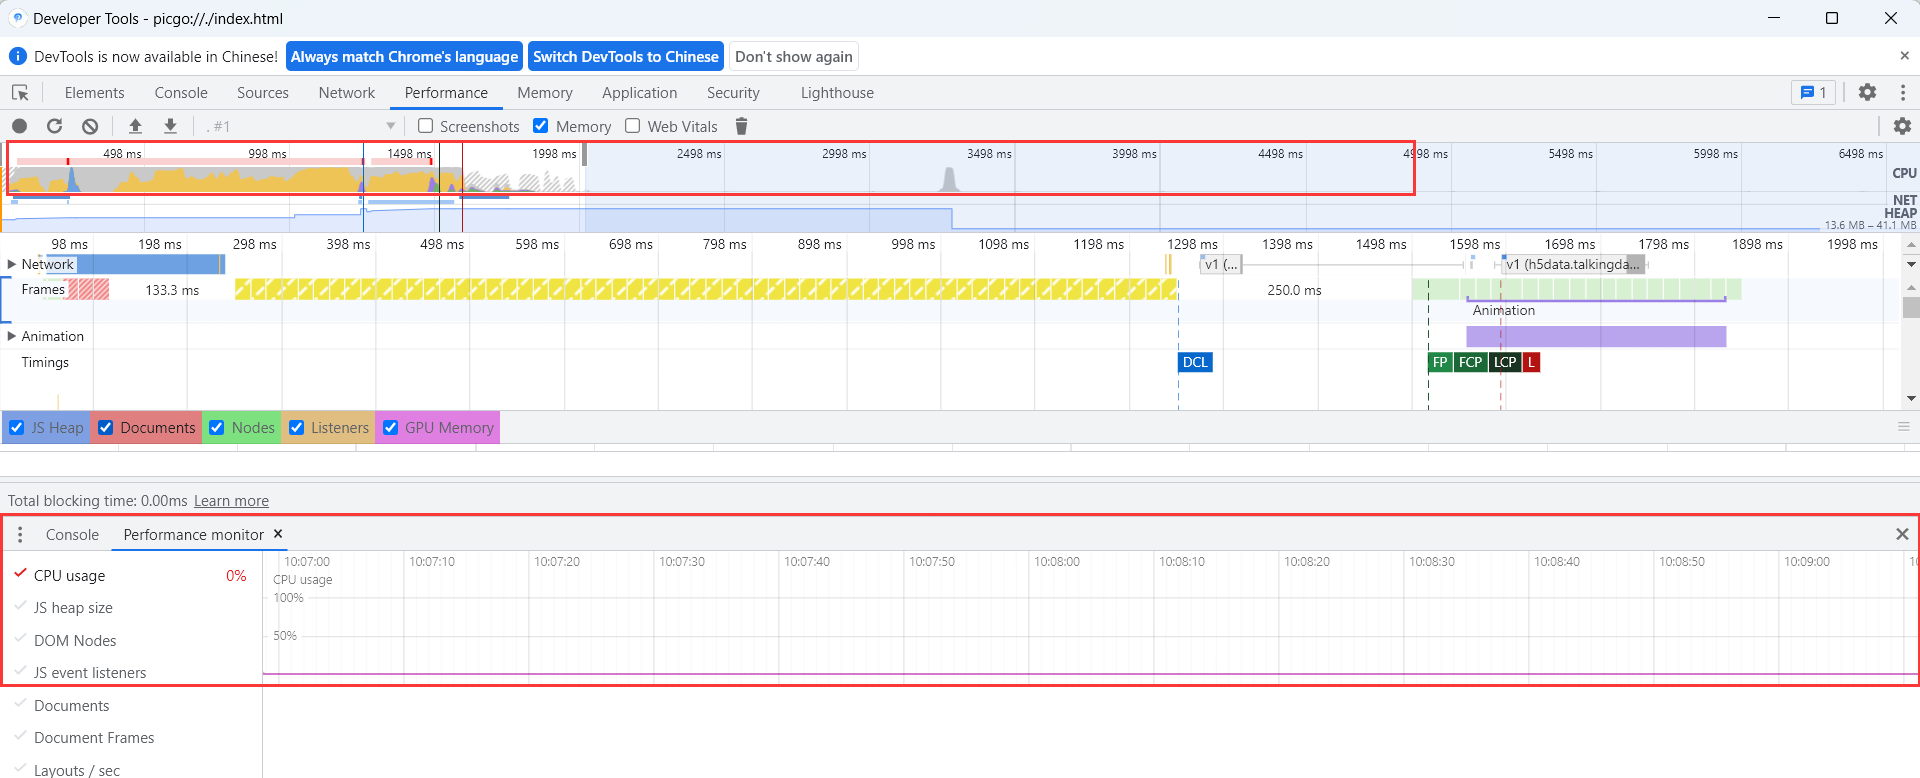 Developer Tools - picgo://./index.html
DevTools is now available in Chinese! Always match Chrome's language Switch DevTools to Chinese Don't show again
Elements Console Sources Network Performance Memory Application Security Lighthouse 1
. #1 Screenshots Memory Web Vitals
498 ms 998 ms 1498 ms 1998 ms 2498 ms 2998 ms 3498 ms 3998 ms 4498 ms 4998 ms 5498 ms 5998 ms 6498 ms
CPU
NET
HEAP
13.6 MB – 41.1 MB
98 ms 198 ms 298 ms 398 ms 498 ms 598 ms 698 ms 798 ms 898 ms 998 ms 1098 ms 1198 ms 1298 ms 1398 ms 1498 ms 1598 ms 1698 ms 1798 ms 1898 ms 1998 ms
Network v1 (... v1 (h5data.talkingda...
Frames 133.3 ms 250.0 ms
Animation
Animation
Timings DCL FP FCP LCP L
JS Heap Documents Nodes Listeners GPU Memory
Total blocking time: 0.00ms Learn more
Console Performance monitor
10:07:00 10:07:10 10:07:20 10:07:30 10:07:40 10:07:50 10:08:00 10:08:10 10:08:20 10:08:30 10:08:40 10:08:50 10:09:00
CPU usage 0% CPU usage
100%
JS heap size
50%
DOM Nodes
JS event listeners
Documents
Document Frames
Layouts / sec